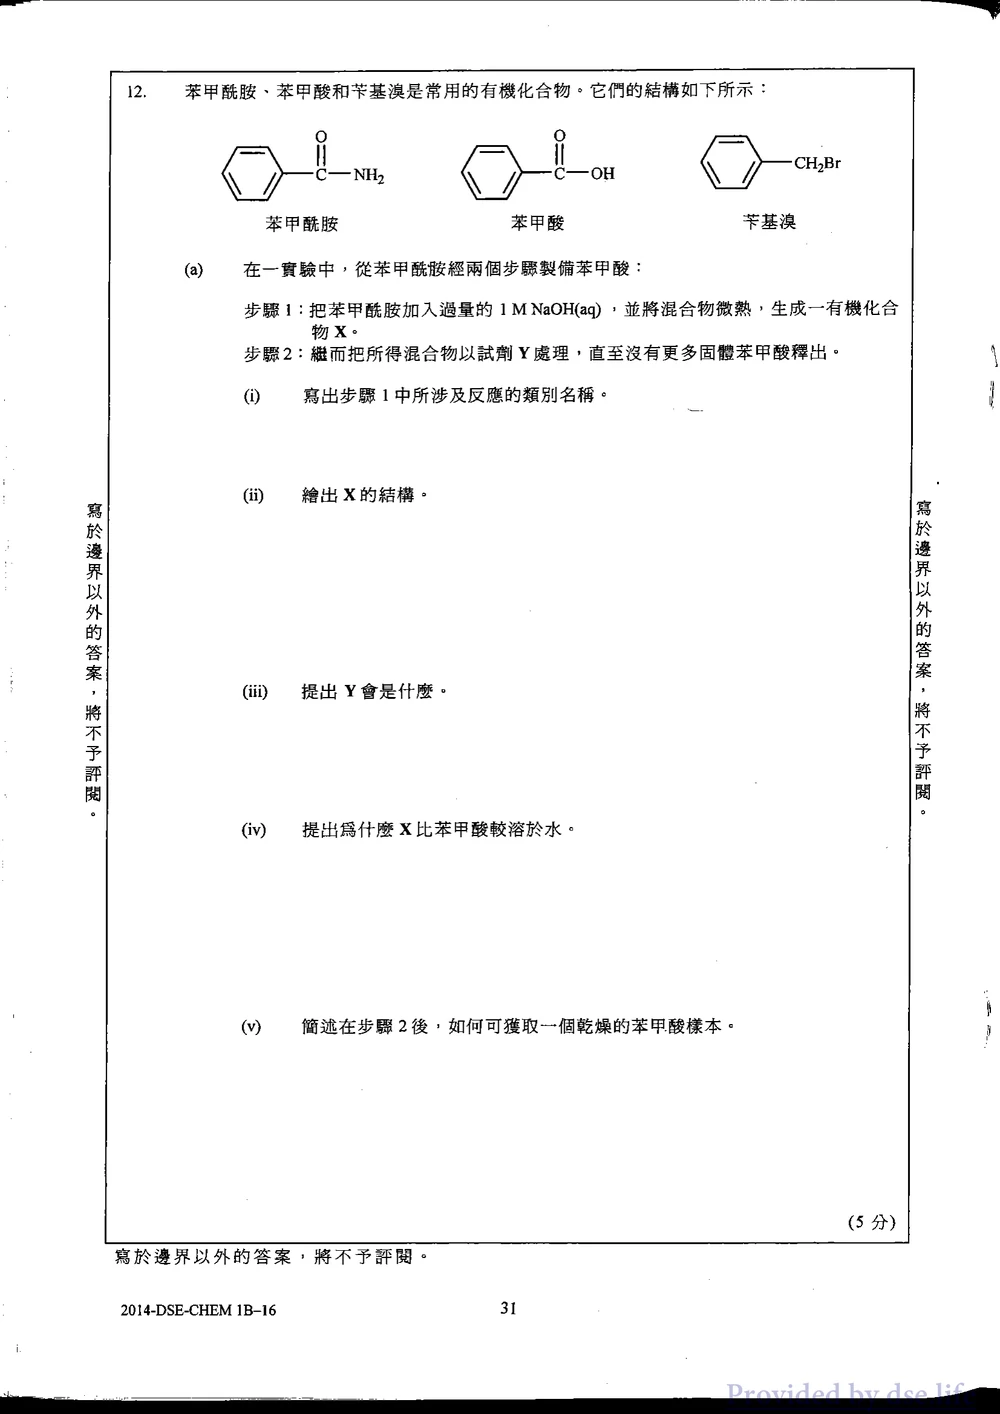 12. 苯甲酰胺、苯甲酸和苄基溴是常用的有機化合物。它們的結構如下所示：
O
C
NH₂
O
C
OH
CH₂Br
苯甲酰胺
苯甲酸
苄基溴
(a) 在一實驗中，從苯甲酰胺經兩個步驟製備苯甲酸：
步驟 1：把苯甲酰胺加入過量的 1 M NaOH(aq)，並將混合物微熱，生成一有機化合
物 X。
步驟 2：繼而把所得混合物以試劑 Y 處理，直至沒有更多固體苯甲酸釋出。
(i) 寫出步驟 1 中所涉及反應的類別名稱。
(ii) 繪出 X 的結構。
(iii) 提出 Y 會是什麼。
(iv) 提出爲什麼 X 比苯甲酸較溶於水。
(v) 簡述在步驟 2 後，如何可獲取一個乾燥的苯甲酸樣本。
(5 分)
寫於邊界以外的答案，將不予評閱。
寫於邊界以外的答案，將不予評閱。
寫於邊界以外的答案，將不予評閱。
2014-DSE-CHEM 1B–16
31
Provided by dse.life